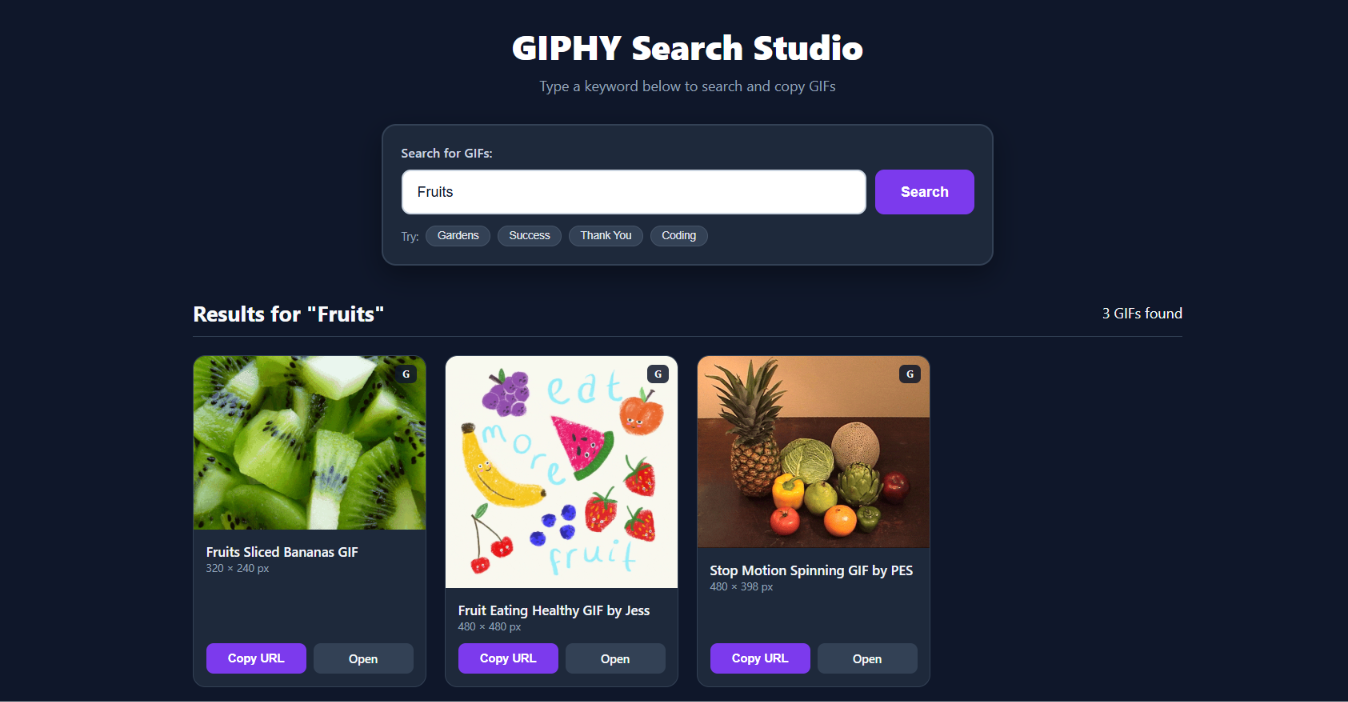 GIPHY Search Studio
Type a keyword below to search and copy GIFs
Search for GIFs:
Fruits
Search
Try: Gardens Success Thank You Coding
Results for "Fruits"
3 GIFs found
G
G
G
eat
more
fruit
Fruits Sliced Bananas GIF
320 × 240 px
Copy URL Open
Fruit Eating Healthy GIF by Jess
480 × 480 px
Copy URL Open
Stop Motion Spinning GIF by PES
480 × 398 px
Copy URL Open